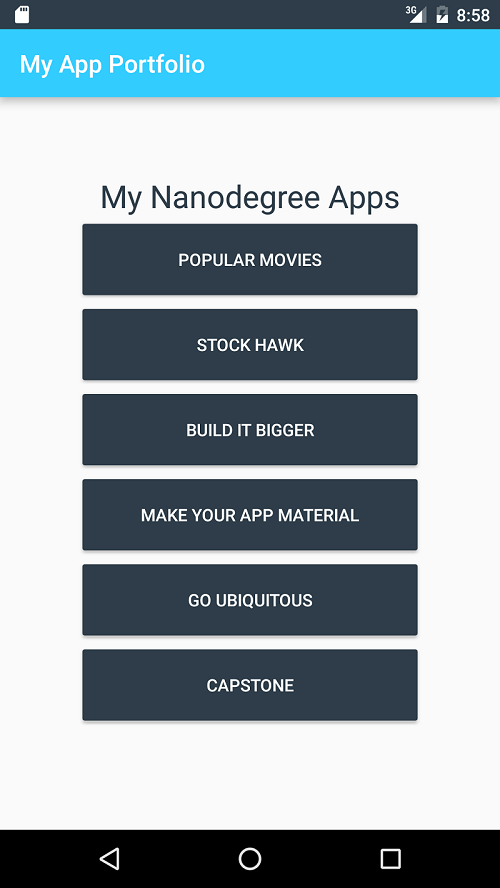 3G 8:58
My App Portfolio
My Nanodegree Apps
POPULAR MOVIES
STOCK HAWK
BUILD IT BIGGER
MAKE YOUR APP MATERIAL
GO UBIQUITOUS
CAPSTONE